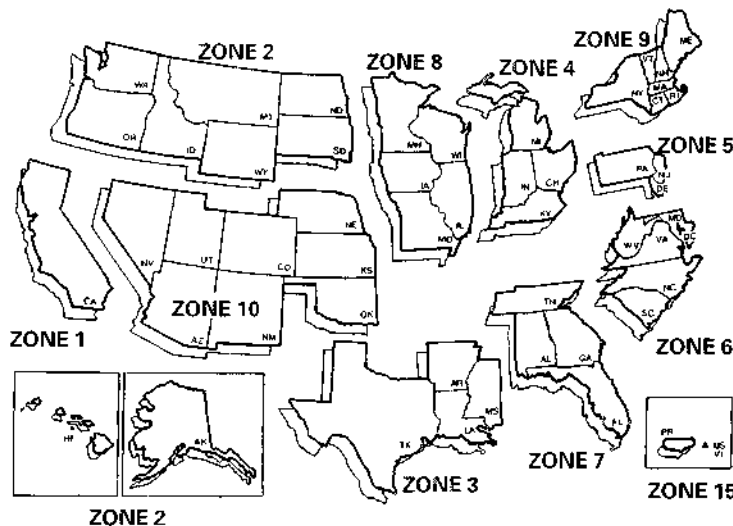 ZONE 2
ZONE 8
ZONE 4
ZONE 9
ME
VT
NH
MA
NY
CT
RI
WA
ND
MI
SD
ID
WY
WI
IA
IN
OH
KY
IL
MO
ZONE 5
PA
NJ
DE
MD
DC
WV
VA
NC
SC
ZONE 6
NE
NV
UT
CO
KS
OK
CA
ZONE 1
ZONE 10
AZ
NM
TN
AL
GA
FL
ZONE 7
AR
MS
LA
TX
ZONE 3
HI
AK
ZONE 2
PR
US
VI
ZONE 15